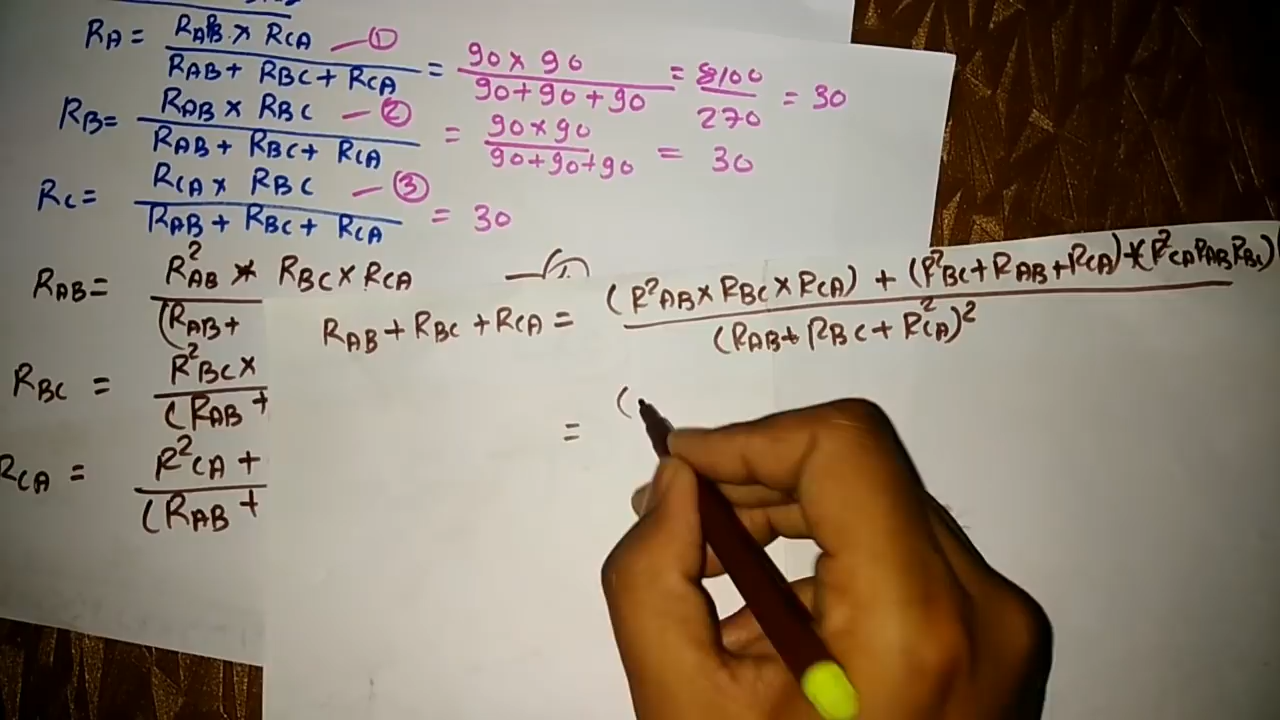 RA = RAB × RCA / RAB + RBC + RCA —① = 90 × 90 / 90 + 90 + 90 = 8100 / 270 = 30
RB = RAB × RBC / RAB + RBC + RCA —② = 90 × 90 / 90 + 90 + 90 = 30
RC = RCA × RBC / RAB + RBC + RCA —③ = 30
RAB = R²AB × RBC × RCA / (RAB +
RBC = R²BC × / (RAB +
RCA = R²CA + / (RAB +
RAB + RBC + RCA = (R²AB × RBC × RCA) + (R²BC + RAB + RCA) + (R²CA RAB RBC) / (RAB + RBC + R²CA)²
= (